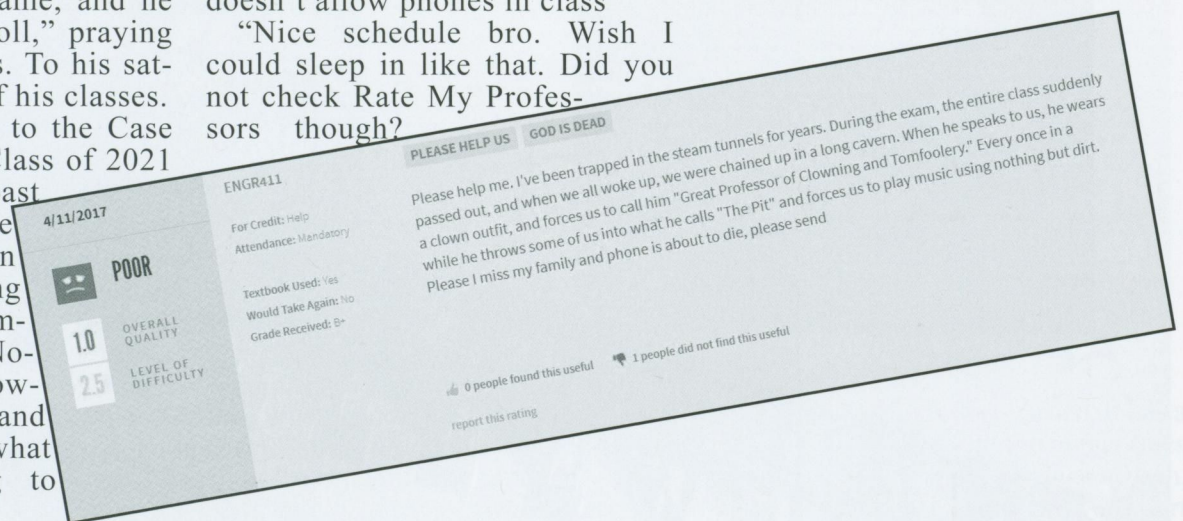 oll," praying
s. To his sat-
f his classes.
to the Case
Class of 2021
ast
ng
m-
No-
ow-
and
what
to
doesn't allow phones in class
"Nice schedule bro. Wish I
could sleep in like that. Did you
not check Rate My Profes-
sors though?
4/11/2017
POOR
1.0
OVERALL
QUALITY
2.5
LEVEL OF
DIFFICULTY
ENGR411
For Credit: Help
Attendance: Mandatory
Textbook Used: Yes
Would Take Again: No
Grade Received: B+
PLEASE HELP US GOD IS DEAD
Please help me. I've been trapped in the steam tunnels for years. During the exam, the entire class suddenly
passed out, and when we all woke up, we were chained up in a long cavern. When he speaks to us, he wears
a clown outfit, and forces us to call him "Great Professor of Clowning and Tomfoolery." Every once in a
while he throws some of us into what he calls "The Pit" and forces us to play music using nothing but dirt.
Please I miss my family and phone is about to die, please send
0 people found this useful 1 people did not find this useful
report this rating